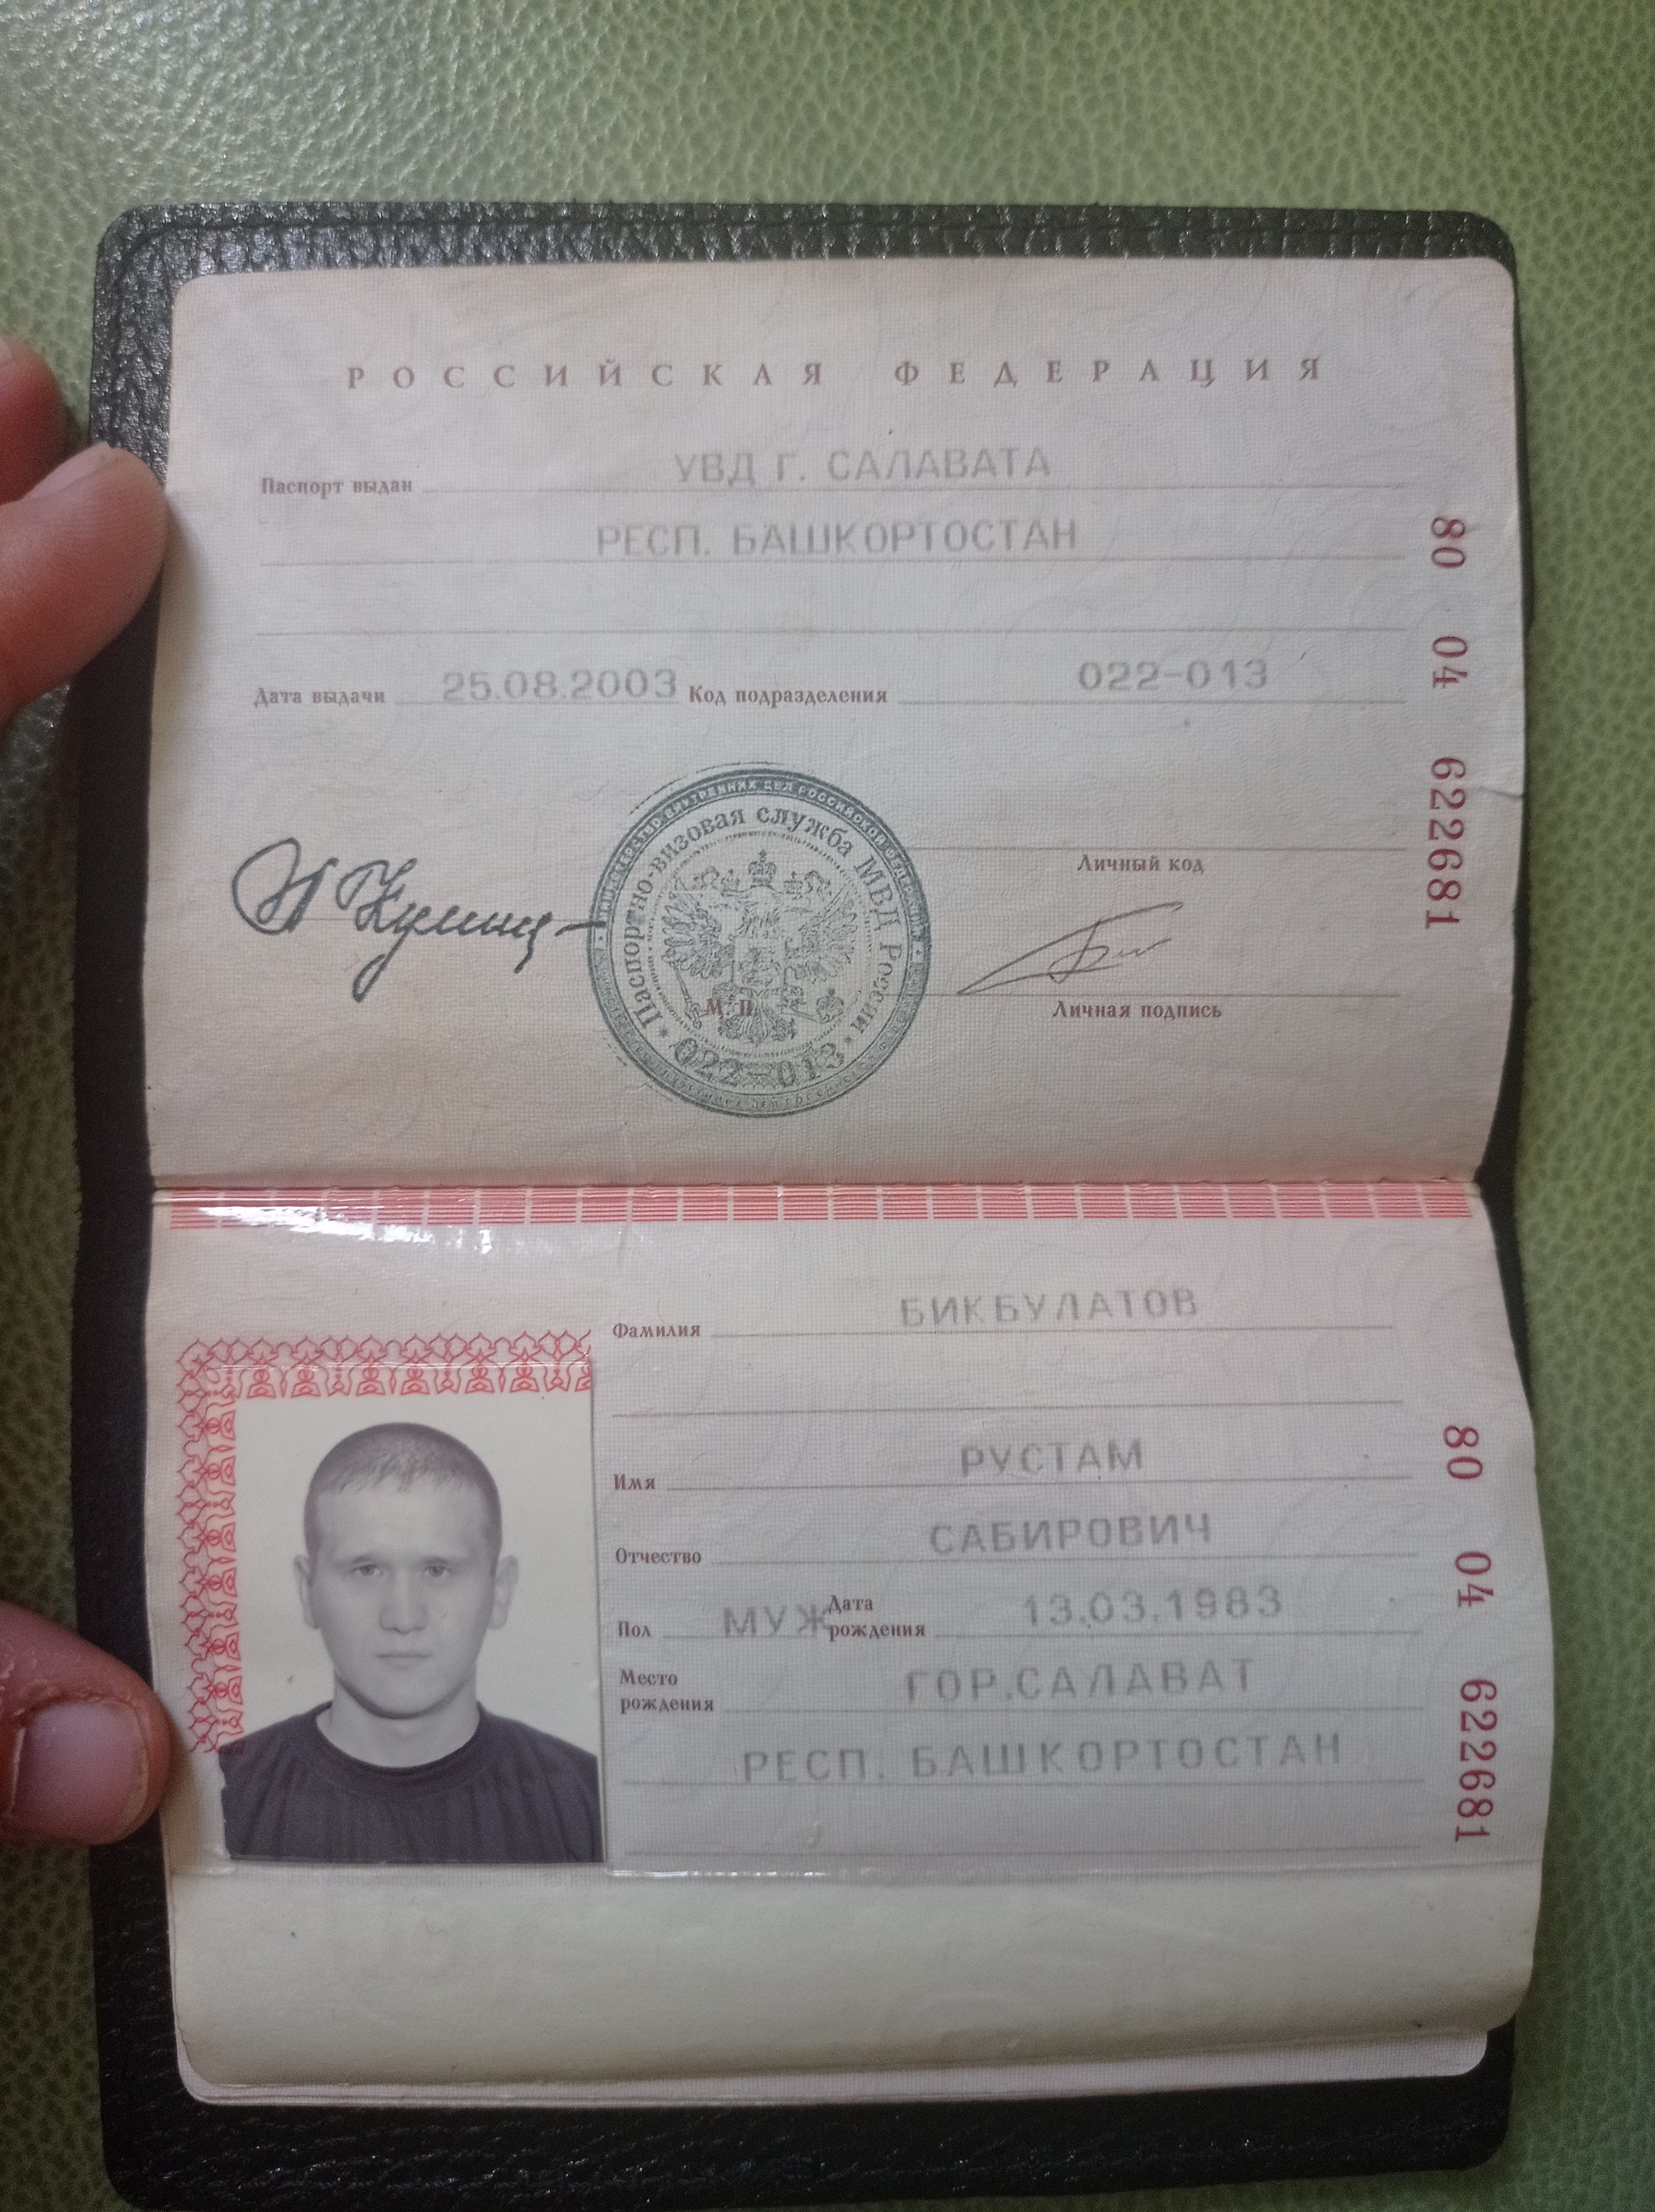 РОССИЙСКАЯ ФЕДЕРАЦИЯ
Паспорт выдан УВД Г. САЛАВАТА
РЕСП. БАШКОРТОСТАН
Дата выдачи 25.08.2003 Код подразделения 022-013
80 04 622681
Личный код
Паспортно-визовая служба МВД России
М. П.
022-013
Личная подпись
Фамилия БИКБУЛАТОВ
Имя РУСТАМ
Отчество САБИРОВИЧ
Пол МУЖ Дата рождения 13.03.1983
Место рождения ГОР.САЛАВАТ
РЕСП. БАШКОРТОСТАН
80 04 622681